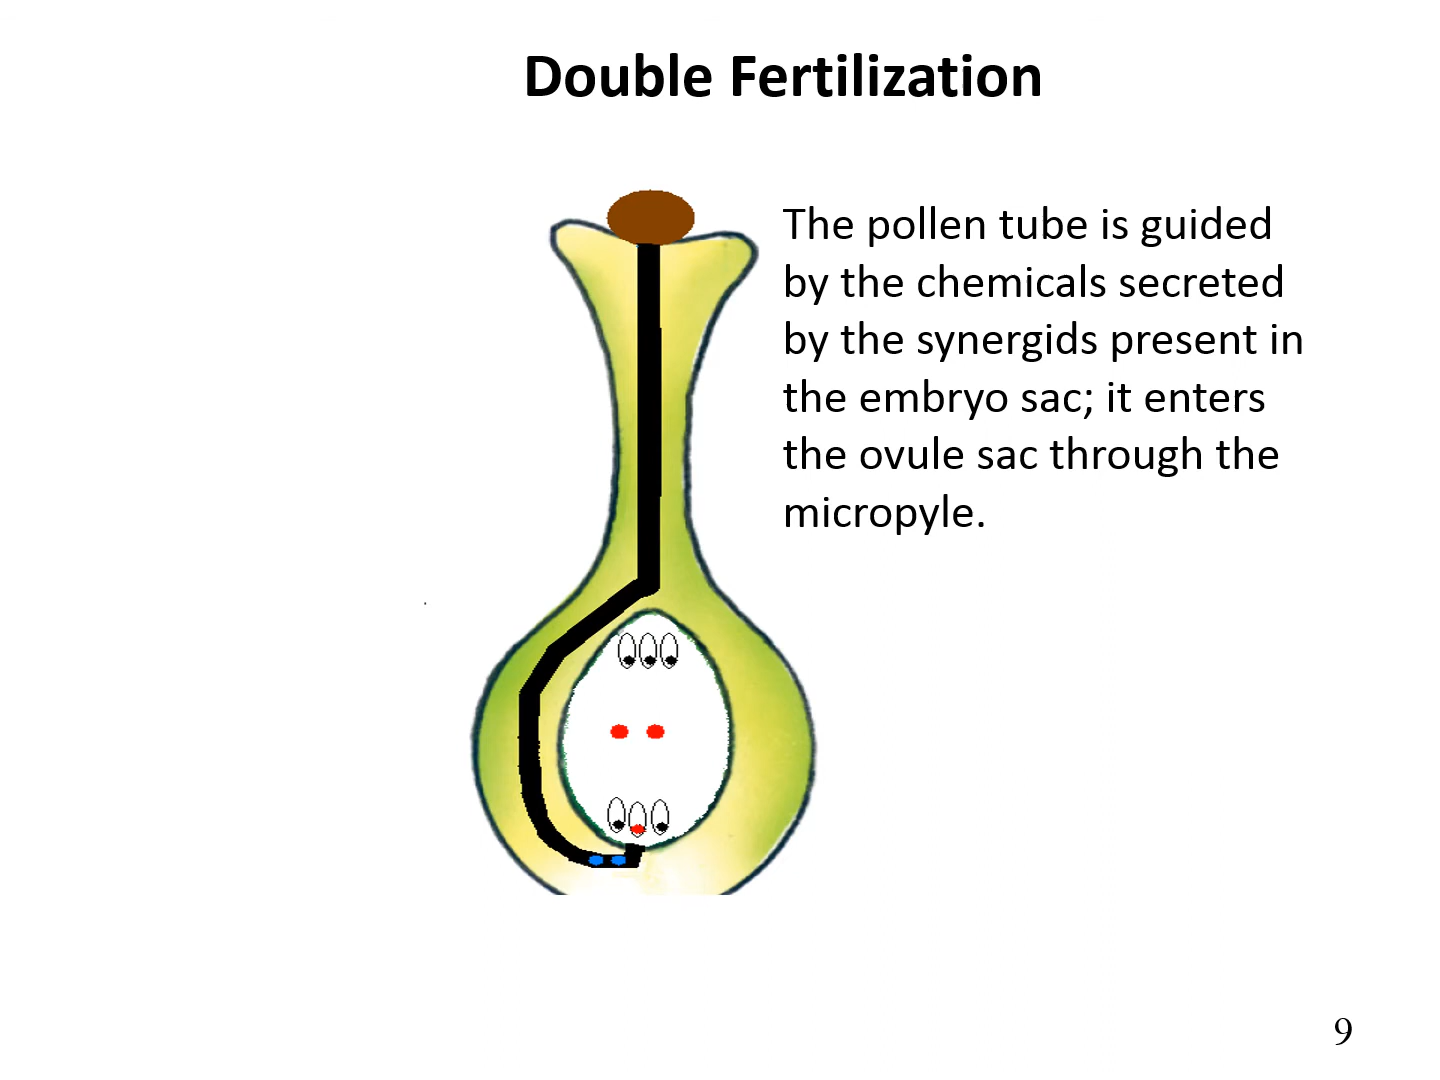 Double Fertilization
The pollen tube is guided
by the chemicals secreted
by the synergids present in
the embryo sac; it enters
the ovule sac through the
micropyle.
9